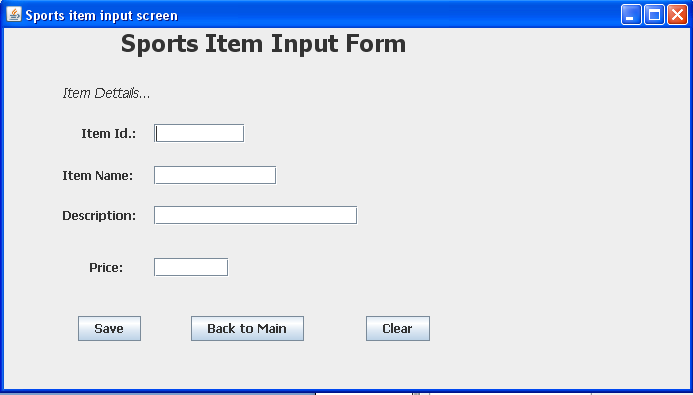 Sports item input screen
Sports Item Input Form
Item Dettails...
Item Id.:
Item Name:
Description:
Price:
Save Back to Main Clear